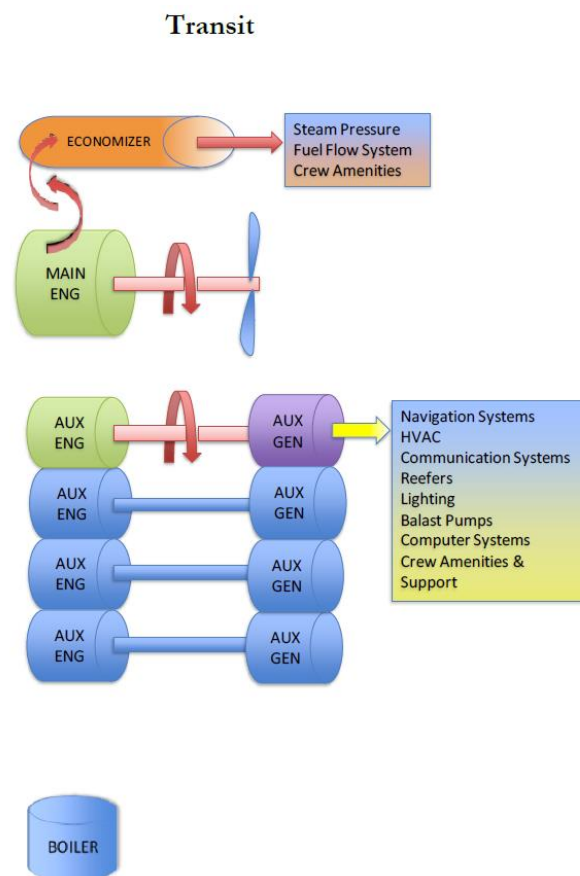 Transit
ECONOMIZER
Steam Pressure
Fuel Flow System
Crew Amenities
MAIN
ENG
AUX
ENG
AUX
GEN
Navigation Systems
HVAC
Communication Systems
Reefers
Lighting
Balast Pumps
Computer Systems
Crew Amenities &
Support
AUX
ENG
AUX
GEN
AUX
ENG
AUX
GEN
AUX
ENG
AUX
GEN
BOILER